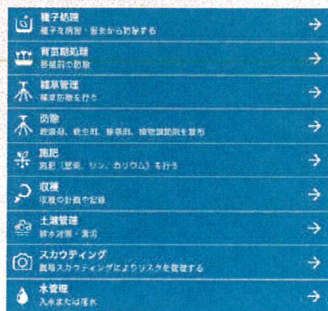 種子処理
種子を病害・害虫から防除する
育苗期処理
移植前の防除
雑草管理
雑草防除を行う
防除
殺菌剤、殺虫剤、除草剤、植物調節剤を散布
施肥
施肥（窒素、リン、カリウム）を行う
収穫
収穫の計画や記録
土壌管理
排水対策・溝切
スカウティング
圃場スカウティングによりリスクを管理する
水管理
入水または落水